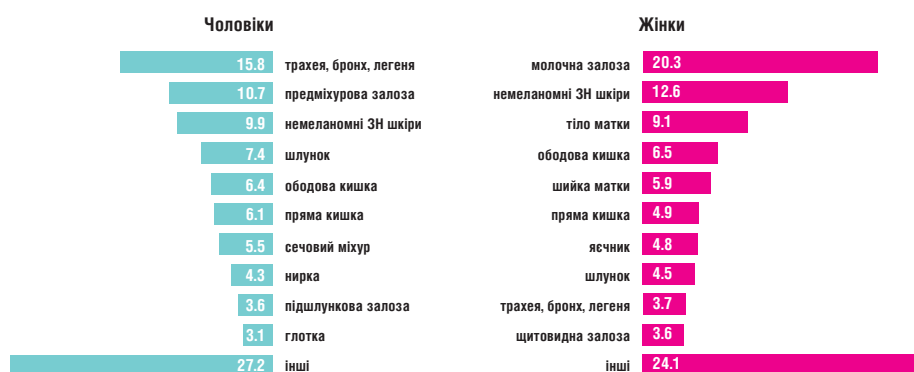 Чоловіки
15.8 трахея, бронх, легеня
10.7 предміхурова залоза
9.9 немеланомні ЗН шкіри
7.4 шлунок
6.4 ободова кишка
6.1 пряма кишка
5.5 сечовий міхур
4.3 нирка
3.6 підшлункова залоза
3.1 глотка
27.2 інші
Жінки
молочна залоза 20.3
немеланомні ЗН шкіри 12.6
тіло матки 9.1
ободова кишка 6.5
шийка матки 5.9
пряма кишка 4.9
яєчник 4.8
шлунок 4.5
трахея, бронх, легеня 3.7
щитовидна залоза 3.6
інші 24.1